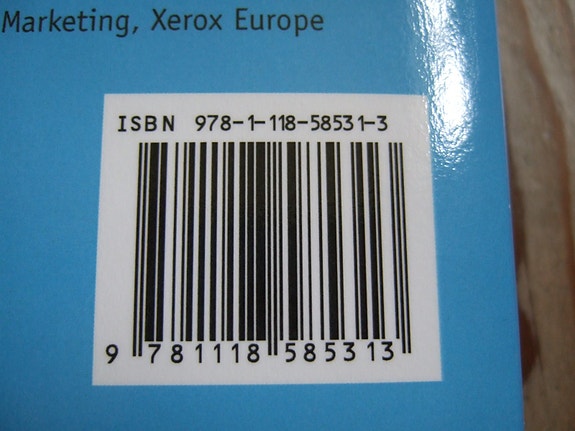 Marketing, Xerox Europe
ISBN 978-1-118-58531-3
9 781118 585313